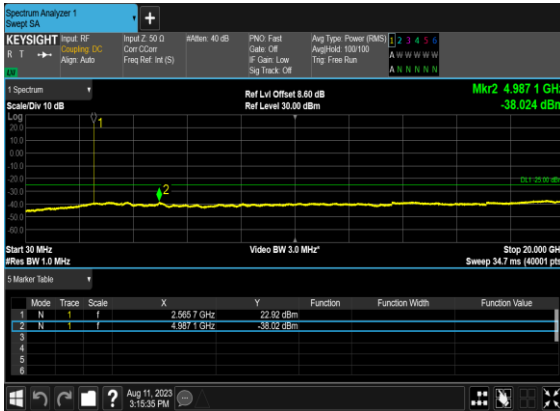 Spectrum Analyzer 1
Swept SA
+
KEYSIGHT Input: RF Input Z: 50 Ω #Atten: 40 dB PNO: Fast Avg Type: Power (RMS) 1 2 3 4 5 6
R T Coupling: DC Corr CCorr Gate: Off Avg|Hold: 100/100 A W W W W W
Align: Auto Freq Ref: Int (S) IF Gain: Low Trig: Free Run
Sig Track: Off A N N N N N
1 Spectrum Ref Lvl Offset 8.60 dB Mkr2 4.987 1 GHz
Scale/Div 10 dB Ref Level 30.00 dBm -38.024 dBm
Log
1
20.0
10.0
0.00
-10.0
-20.0
DL1 -25.00 dBm
-30.0
2
-40.0
-50.0
-60.0
Start 30 MHz Video BW 3.0 MHz* Stop 20.000 GHz
#Res BW 1.0 MHz Sweep 34.7 ms (40001 pts)
5 Marker Table
Mode Trace Scale X Y Function Function Width Function Value
1 N 1 f 2.565 7 GHz 22.92 dBm
2 N 1 f 4.987 1 GHz -38.02 dBm
3
4
5
6
? Aug 11, 2023
3:15:35 PM